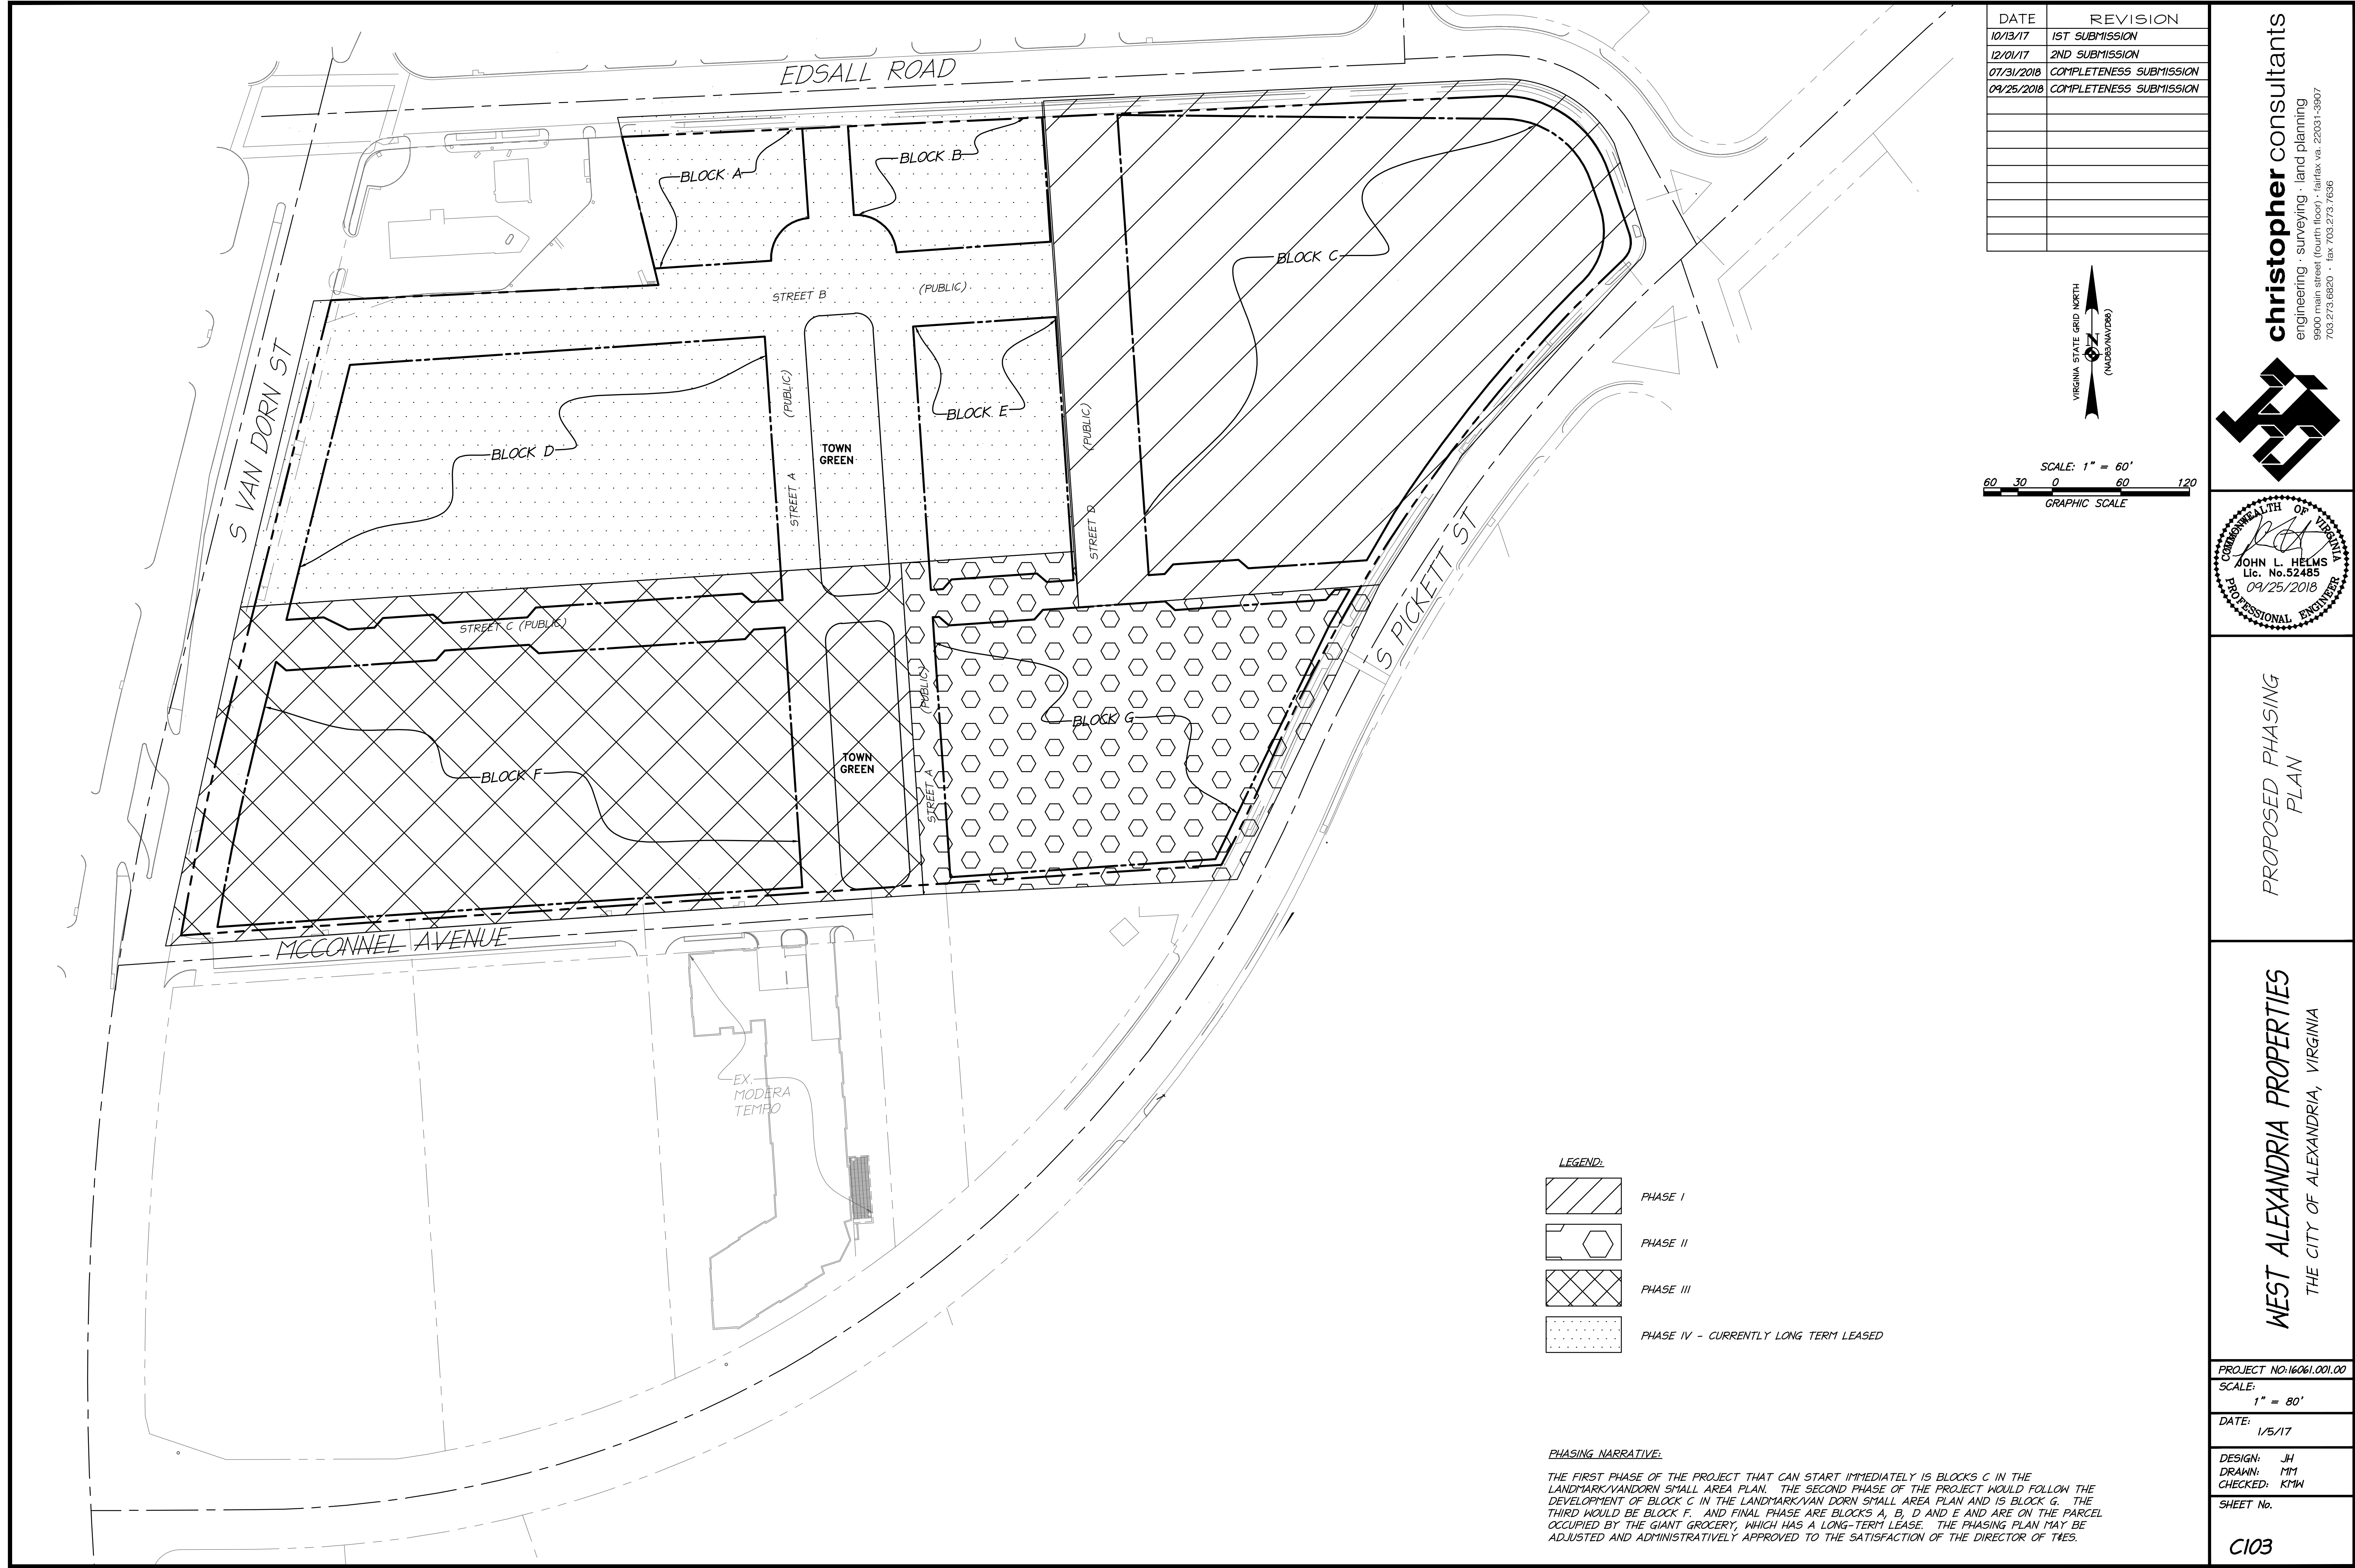 EDSALL ROAD
BLOCK A
BLOCK B
BLOCK C
STREET B
(PUBLIC)
S VAN DORN ST
BLOCK D
(PUBLIC)
STREET A
TOWN
GREEN
BLOCK E
(PUBLIC)
STREET D
S PICKETT ST
STREET C (PUBLIC)
BLOCK F
TOWN
GREEN
(PUBLIC)
STREET A
BLOCK G
MCCONNEL AVENUE
EX.
MODERA
TEMPO
DATE REVISION
10/13/17 1ST SUBMISSION
12/01/17 2ND SUBMISSION
07/31/2018 COMPLETENESS SUBMISSION
09/25/2018 COMPLETENESS SUBMISSION
VIRGINIA STATE GRID NORTH
N
(NAD83/NAVD88)
SCALE: 1" = 60'
60 30 0 60 120
GRAPHIC SCALE
LEGEND:
PHASE I
PHASE II
PHASE III
PHASE IV - CURRENTLY LONG TERM LEASED
PHASING NARRATIVE:
THE FIRST PHASE OF THE PROJECT THAT CAN START IMMEDIATELY IS BLOCKS C IN THE
LANDMARK/VANDORN SMALL AREA PLAN. THE SECOND PHASE OF THE PROJECT WOULD FOLLOW THE
DEVELOPMENT OF BLOCK C IN THE LANDMARK/VAN DORN SMALL AREA PLAN AND IS BLOCK G. THE
THIRD WOULD BE BLOCK F. AND FINAL PHASE ARE BLOCKS A, B, D AND E AND ARE ON THE PARCEL
OCCUPIED BY THE GIANT GROCERY, WHICH HAS A LONG-TERM LEASE. THE PHASING PLAN MAY BE
ADJUSTED AND ADMINISTRATIVELY APPROVED TO THE SATISFACTION OF THE DIRECTOR OF T&ES.
christopher consultants
engineering · surveying · land planning
9900 main street (fourth floor) · fairfax va. 22031-3907
703.273.6820 · fax 703.273.7636
COMMONWEALTH OF VIRGINIA
JOHN L. HELMS
Lic. No.52485
09/25/2018
PROFESSIONAL ENGINEER
PROPOSED PHASING
PLAN
WEST ALEXANDRIA PROPERTIES
THE CITY OF ALEXANDRIA, VIRGINIA
PROJECT NO:16061.001.00
SCALE:
1" = 80'
DATE:
1/5/17
DESIGN: JH
DRAWN: MM
CHECKED: KMW
SHEET No.
C103